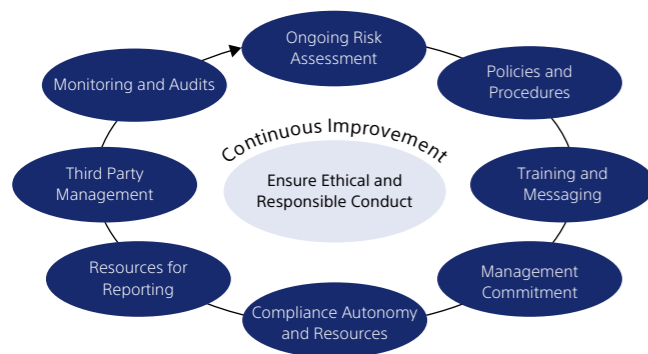 Ongoing Risk
Assessment
Policies and
Procedures
Training and
Messaging
Management
Commitment
Compliance Autonomy
and Resources
Resources for
Reporting
Third Party
Management
Monitoring and Audits
Continuous Improvement
Ensure Ethical and
Responsible Conduct